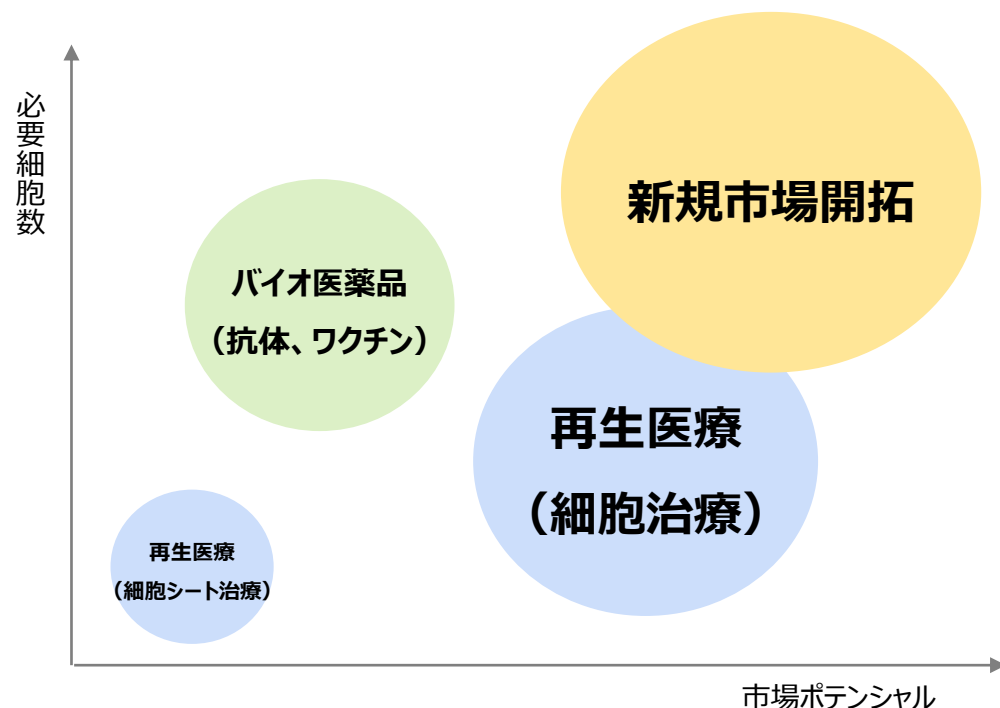 必要細胞数
新規市場開拓
バイオ医薬品
（抗体、ワクチン）
再生医療
（細胞治療）
再生医療
（細胞シート治療）
市場ポテンシャル